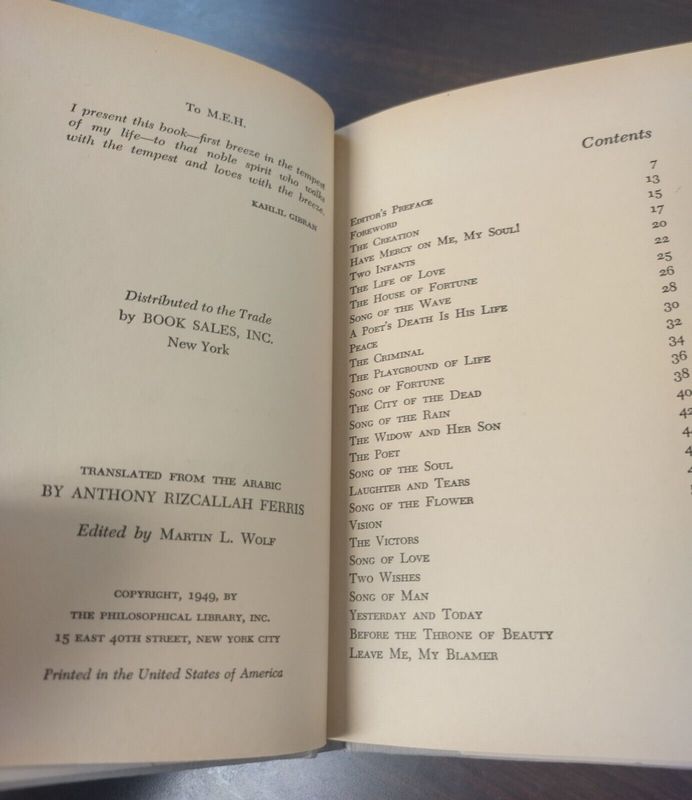 To M.E.H.
I present this book—first breeze in the tempest
of my life—to that noble spirit who walks
with the tempest and loves with the breeze.
KAHLIL GIBRAN
Distributed to the Trade
by BOOK SALES, INC.
New York
TRANSLATED FROM THE ARABIC
BY ANTHONY RIZCALLAH FERRIS
Edited by MARTIN L. WOLF
COPYRIGHT, 1949, BY
THE PHILOSOPHICAL LIBRARY, INC.
15 EAST 40TH STREET, NEW YORK CITY
Printed in the United States of America
Contents
EDITOR'S PREFACE 7
FOREWORD 13
THE CREATION 15
HAVE MERCY ON ME, MY SOUL! 17
TWO INFANTS 20
THE LIFE OF LOVE 22
THE HOUSE OF FORTUNE 25
SONG OF THE WAVE 26
A POET'S DEATH IS HIS LIFE 28
PEACE 30
THE CRIMINAL 32
THE PLAYGROUND OF LIFE 34
SONG OF FORTUNE 36
THE CITY OF THE DEAD 38
SONG OF THE RAIN 40
THE WIDOW AND HER SON 42
THE POET
SONG OF THE SOUL
LAUGHTER AND TEARS
SONG OF THE FLOWER
VISION
THE VICTORS
SONG OF LOVE
TWO WISHES
SONG OF MAN
YESTERDAY AND TODAY
BEFORE THE THRONE OF BEAUTY
LEAVE ME, MY BLAMER